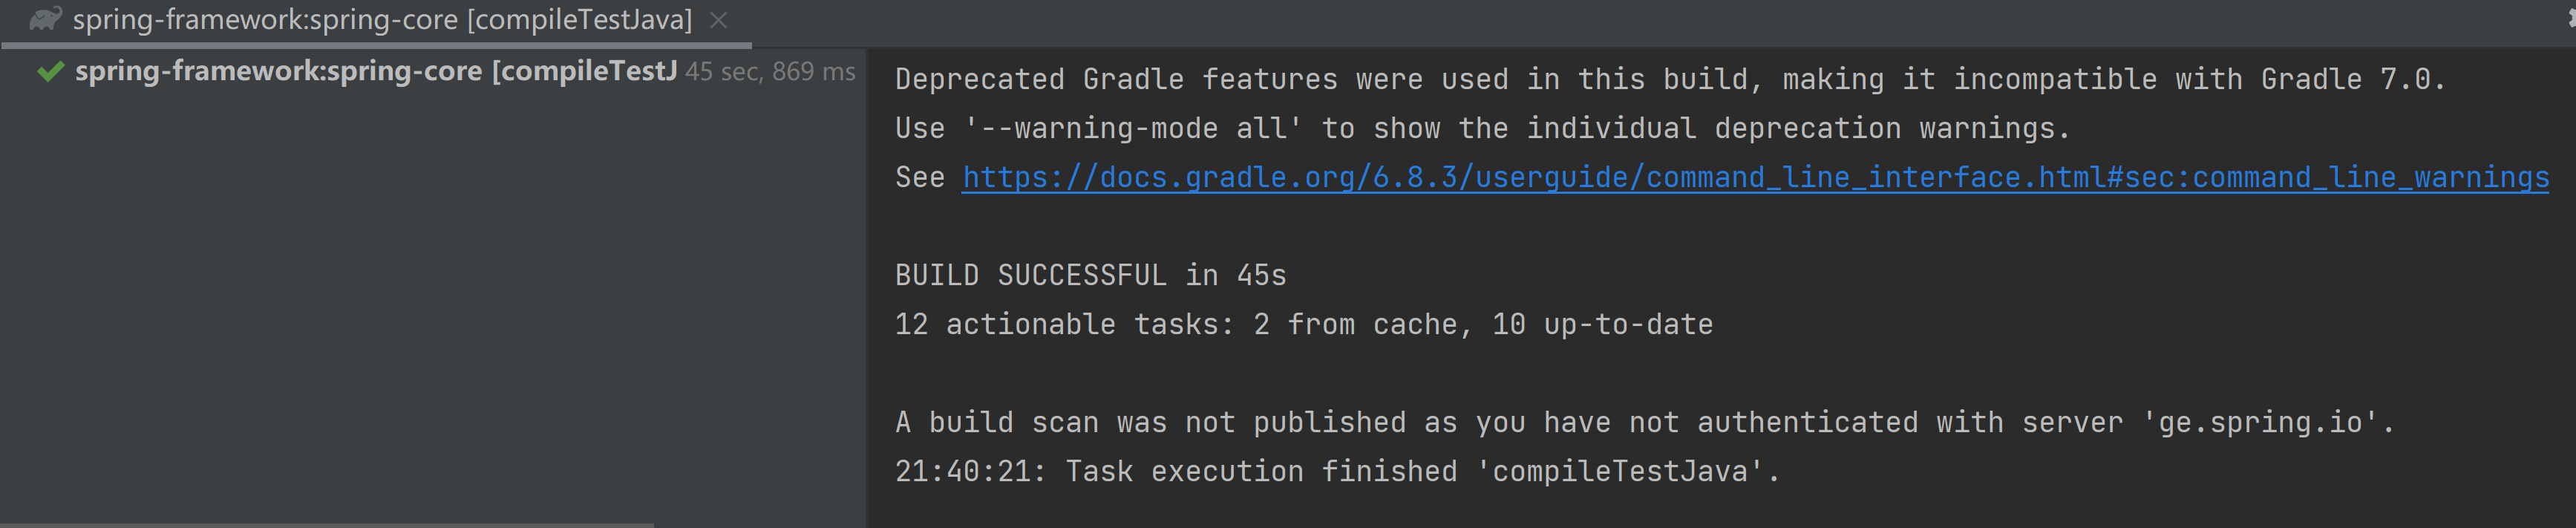 spring-framework:spring-core [compileTestJava]
spring-framework:spring-core [compileTestJ 45 sec, 869 ms
Deprecated Gradle features were used in this build, making it incompatible with Gradle 7.0.
Use '--warning-mode all' to show the individual deprecation warnings.
See https://docs.gradle.org/6.8.3/userguide/command_line_interface.html#sec:command_line_warnings
BUILD SUCCESSFUL in 45s
12 actionable tasks: 2 from cache, 10 up-to-date
A build scan was not published as you have not authenticated with server 'ge.spring.io'.
21:40:21: Task execution finished 'compileTestJava'.